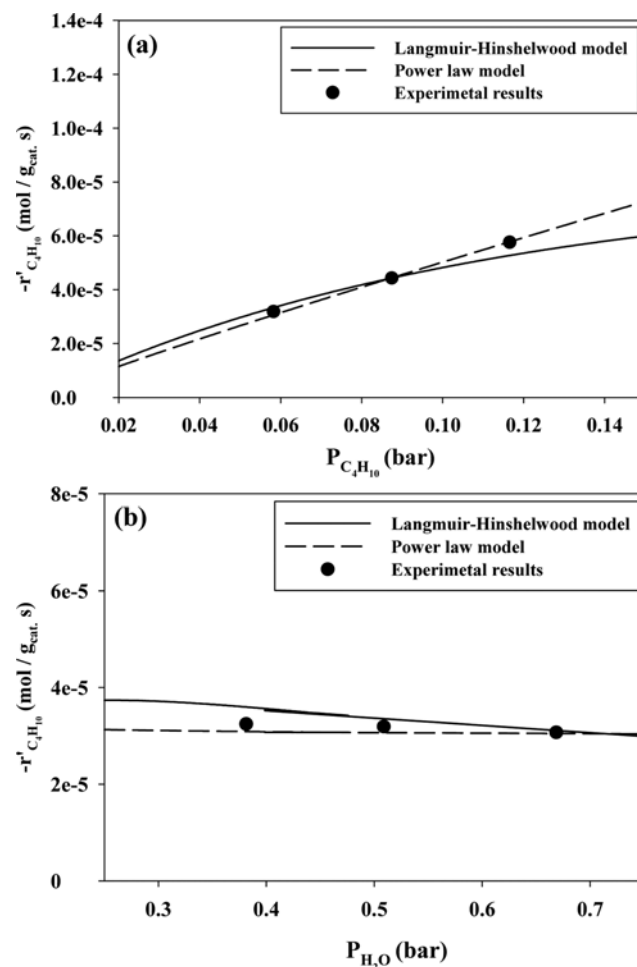 (a)
Langmuir-Hinshelwood model
Power law model
Experimetal results
1.4e-4
1.2e-4
1.0e-4
8.0e-5
6.0e-5
4.0e-5
2.0e-5
0.0
-r'C₄H₁₀ (mol / gcat. s)
0.02 0.04 0.06 0.08 0.10 0.12 0.14
PC₄H₁₀ (bar)
(b)
Langmuir-Hinshelwood model
Power law model
Experimetal results
8e-5
6e-5
4e-5
2e-5
0
-r'C₄H₁₀ (mol / gcat. s)
0.3 0.4 0.5 0.6 0.7
PH₂O (bar)